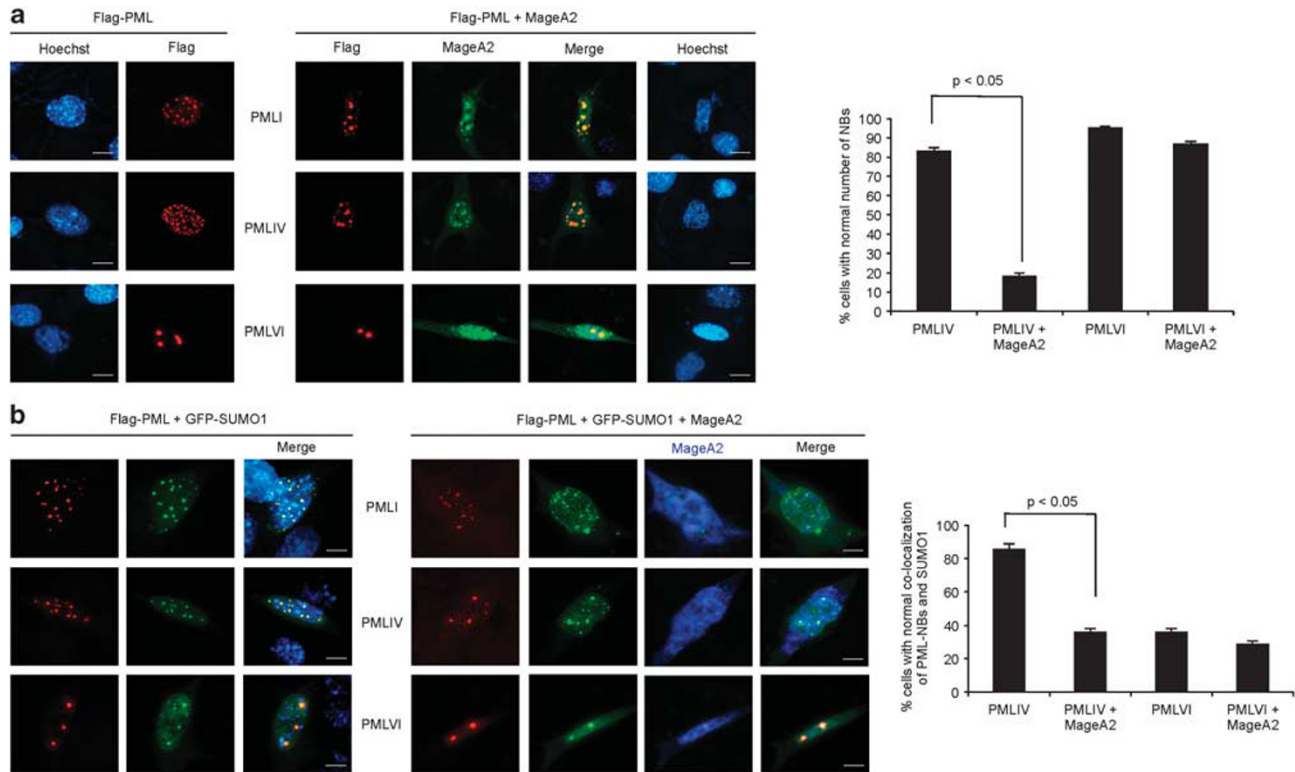 a
Flag-PML
Flag-PML + MageA2
Hoechst
Flag
Flag
MageA2
Merge
Hoechst
PMLI
PMLIV
PMLVI
p < 0.05
% cells with normal number of NBs
100
90
80
70
60
50
40
30
20
10
0
PMLIV
PMLIV +
MageA2
PMLVI
PMLVI +
MageA2
b
Flag-PML + GFP-SUMO1
Flag-PML + GFP-SUMO1 + MageA2
Merge
MageA2
Merge
PMLI
PMLIV
PMLVI
p < 0.05
% cells with normal co-localization
of PML-NBs and SUMO1
100
80
60
40
20
0
PMLIV
PMLIV +
MageA2
PMLVI
PMLVI +
MageA2